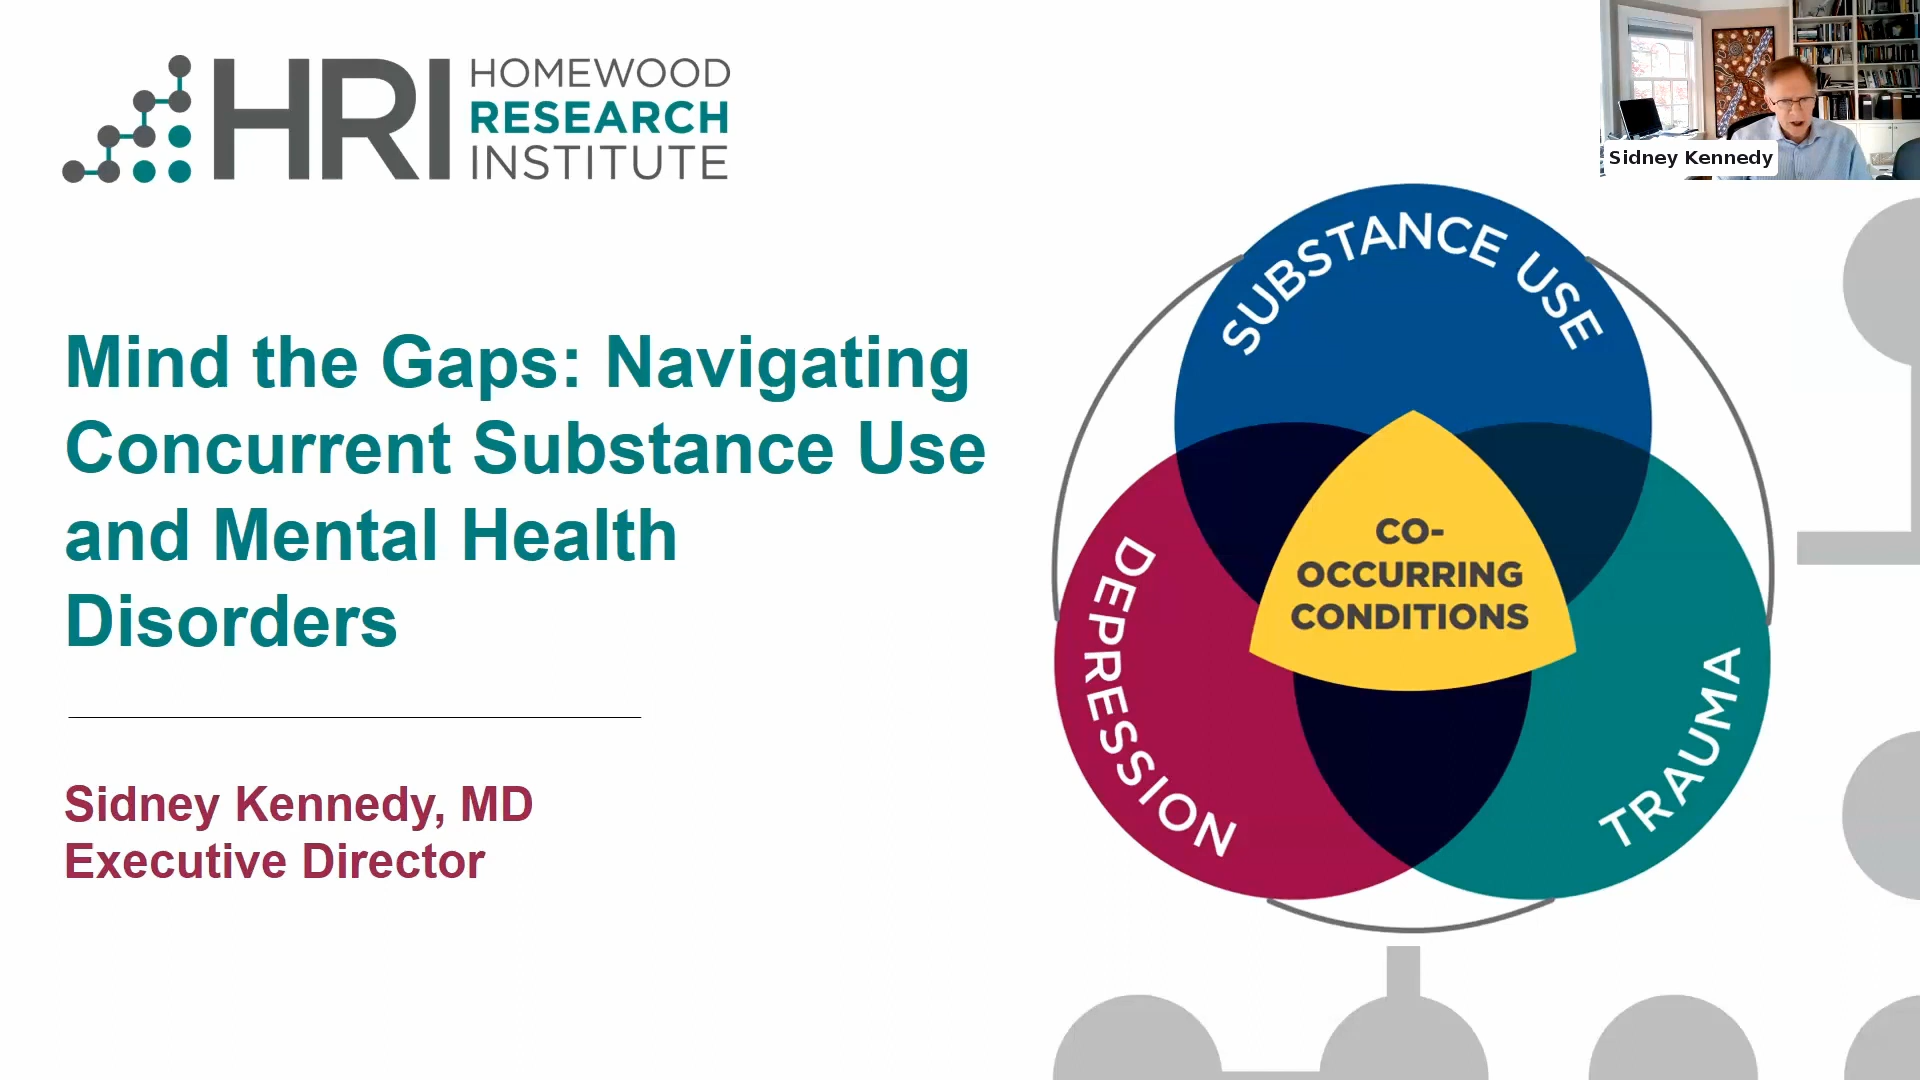 HRI
HOMEWOOD
RESEARCH
INSTITUTE
Sidney Kennedy
Mind the Gaps: Navigating
Concurrent Substance Use
and Mental Health
Disorders
Sidney Kennedy, MD
Executive Director
SUBSTANCE USE
CO-
OCCURRING
CONDITIONS
DEPRESSION
TRAUMA